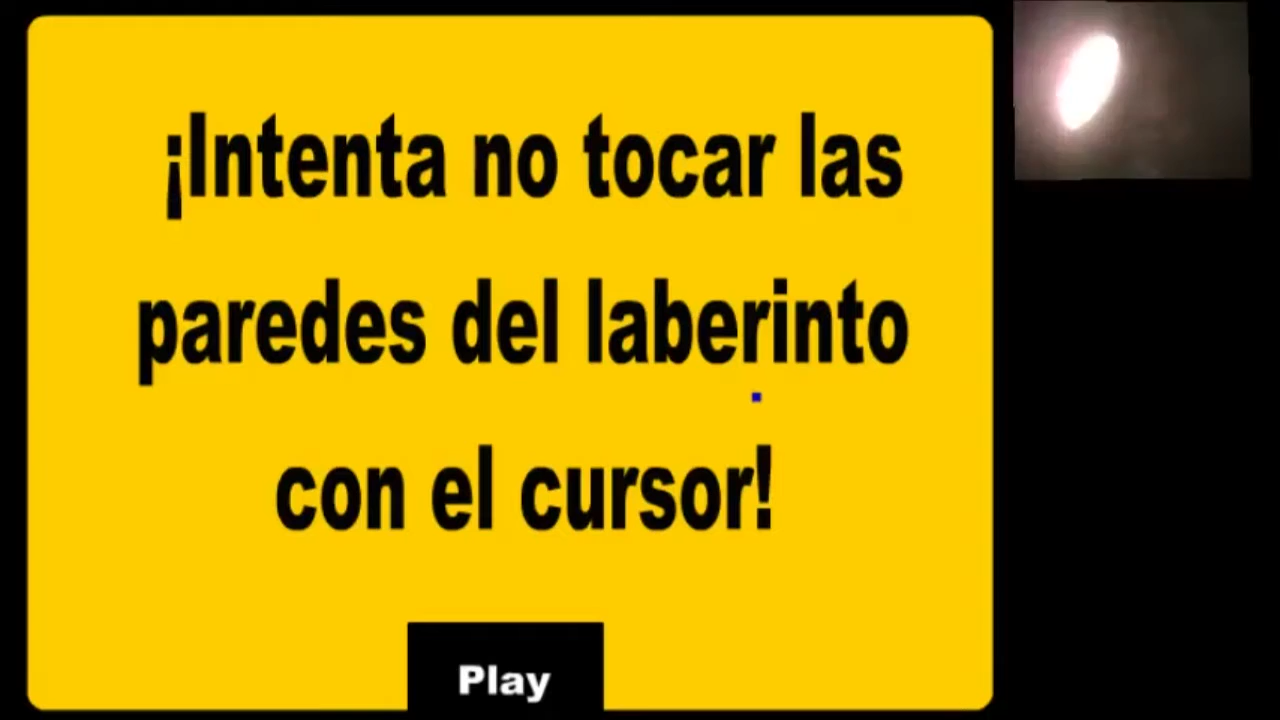 ¡Intenta no tocar las
paredes del laberinto
con el cursor!
Play